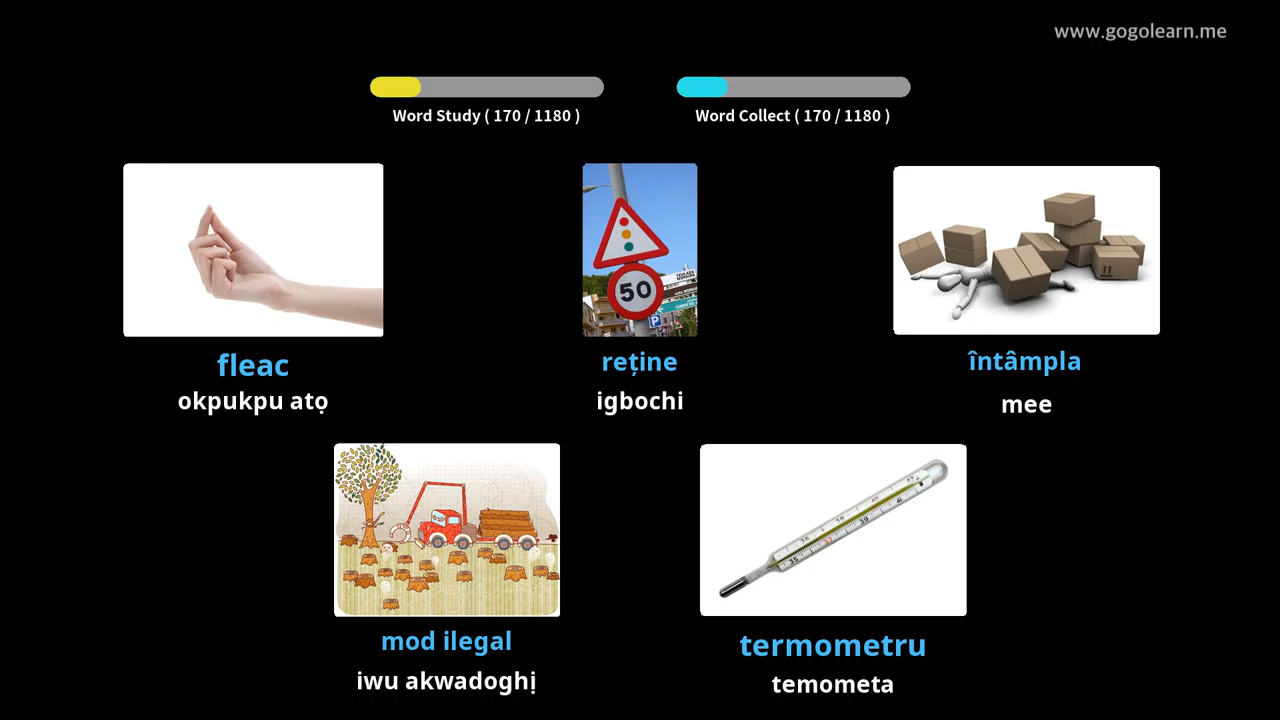 www.gogolearn.me
Word Study ( 170 / 1180 )
Word Collect ( 170 / 1180 )
50
P
fleac
reține
întâmpla
okpukpu atọ
igbochi
mee
mod ilegal
termometru
iwu akwadoghị
temometa